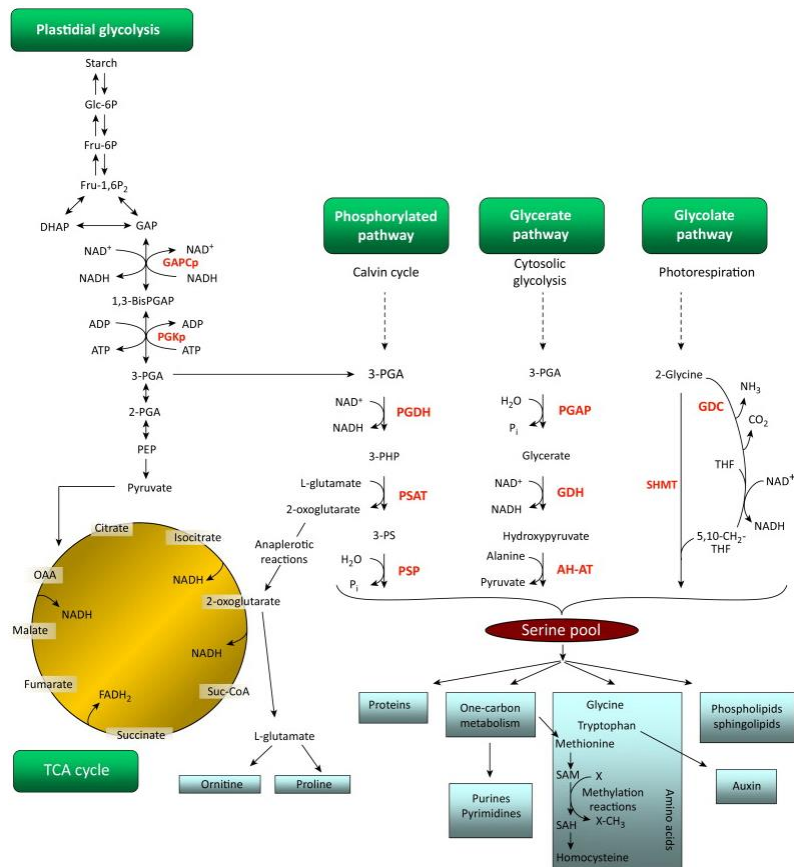 Plastidial glycolysis
Starch
Glc-6P
Fru-6P
Fru-1,6P2
DHAP
GAP
NAD+
NAD+
GAPCp
NADH
NADH
1,3-BisPGAP
ADP
ADP
PGKp
ATP
ATP
3-PGA
2-PGA
PEP
Pyruvate
Citrate
Isocitrate
OAA
NADH
NADH
2-oxoglutarate
Malate
NADH
Fumarate
FADH2
Suc-CoA
Succinate
TCA cycle
Anaplerotic
reactions
L-glutamate
Ornitine
Proline
Phosphorylated
pathway
Calvin cycle
3-PGA
NAD+
PGDH
NADH
3-PHP
L-glutamate
PSAT
2-oxoglutarate
3-PS
H2O
PSP
Pi
Glycerate
pathway
Cytosolic
glycolysis
3-PGA
H2O
PGAP
Pi
Glycerate
NAD+
GDH
NADH
Hydroxypyruvate
Alanine
AH-AT
Pyruvate
Glycolate
pathway
Photorespiration
2-Glycine
NH3
GDC
CO2
THF
SHMT
NAD+
NADH
5,10-CH2-
THF
Serine pool
Proteins
One-carbon
metabolism
Purines
Pyrimidines
Glycine
Tryptophan
Methionine
SAM
X
Methylation
reactions
SAH
X-CH3
Homocysteine
Amino acids
Phospholipids
sphingolipids
Auxin